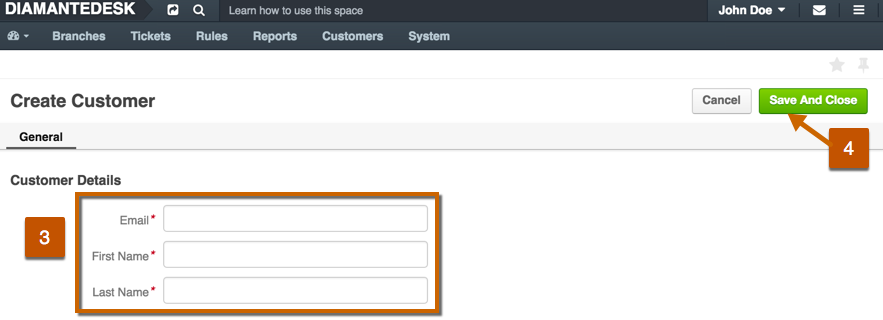 DIAMANTEDESK Learn how to use this space John Doe
Branches Tickets Rules Reports Customers System
Create Customer Cancel Save And Close
4
General
Customer Details
3
Email*
First Name*
Last Name*